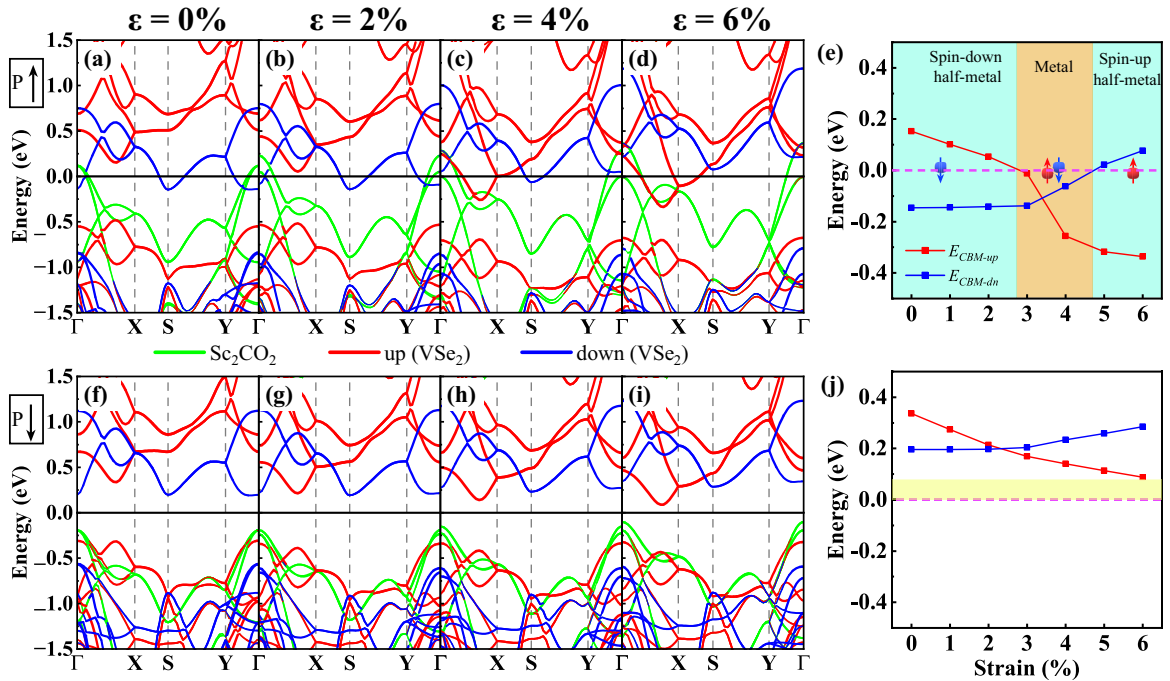 ε = 0% ε = 2% ε = 4% ε = 6%
P
(a) (b) (c) (d)
1.5
1.0
0.5
0.0
−0.5
−1.0
−1.5
Energy (eV)
Γ X S Y Γ X S Y Γ X S Y Γ X S Y Γ
(e)
Spin-down
half-metal
Metal
Spin-up
half-metal
0.4
0.2
0.0
-0.2
-0.4
Energy (eV)
E_CBM-up
E_CBM-dn
0 1 2 3 4 5 6
Sc₂CO₂ up (VSe₂) down (VSe₂)
P
(f) (g) (h) (i)
1.5
1.0
0.5
0.0
−0.5
−1.0
−1.5
Energy (eV)
Γ X S Y Γ X S Y Γ X S Y Γ X S Y Γ
(j)
0.4
0.2
0.0
-0.2
-0.4
Energy (eV)
0 1 2 3 4 5 6
Strain (%)